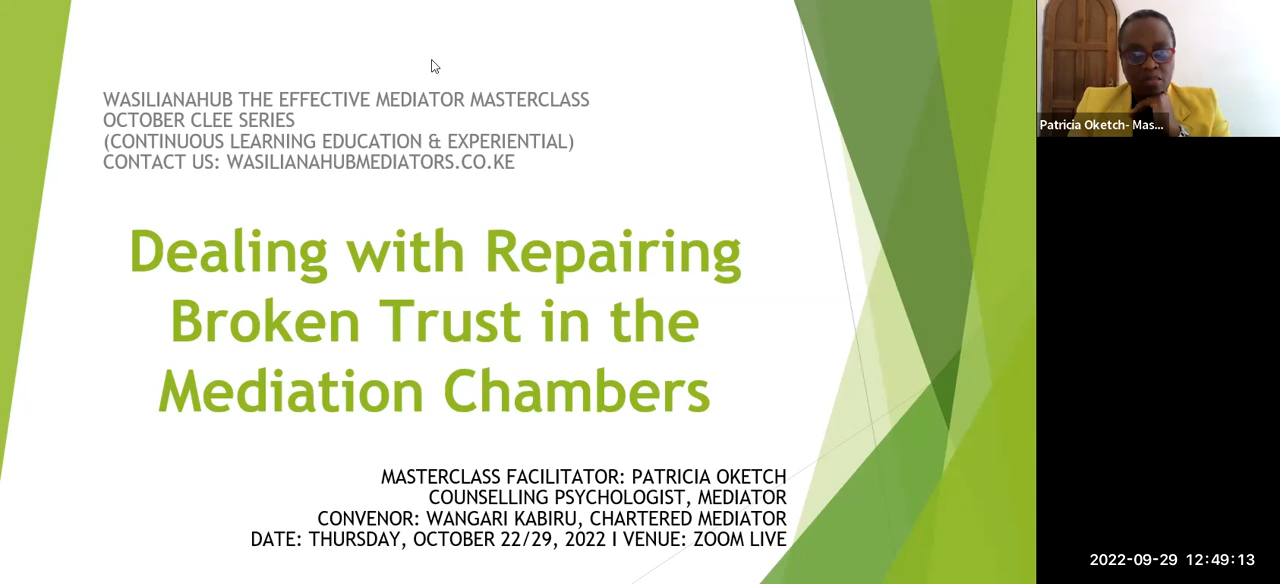 WASILIANAHUB THE EFFECTIVE MEDIATOR MASTERCLASS
OCTOBER CLEE SERIES
(CONTINUOUS LEARNING EDUCATION & EXPERIENTIAL)
CONTACT US: WASILIANAHUBMEDIATORS.CO.KE
Dealing with Repairing
Broken Trust in the
Mediation Chambers
MASTERCLASS FACILITATOR: PATRICIA OKETCH
COUNSELLING PSYCHOLOGIST, MEDIATOR
CONVENOR: WANGARI KABIRU, CHARTERED MEDIATOR
DATE: THURSDAY, OCTOBER 22/29, 2022 I VENUE: ZOOM LIVE
Patricia Oketch- Mas...
2022-09-29 12:49:13